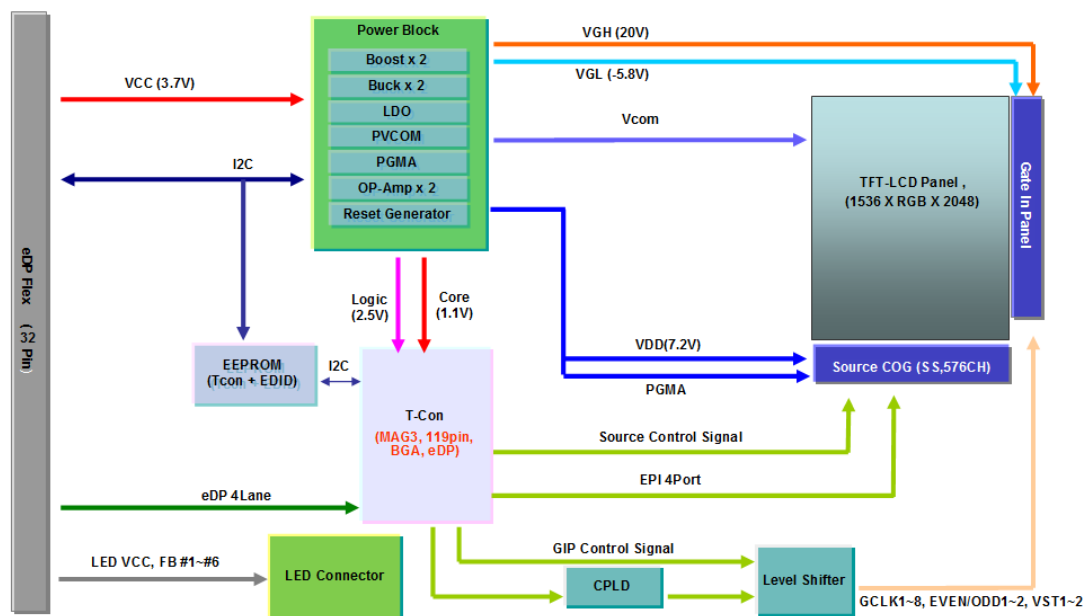 Power Block
Boost x 2
Buck x 2
LDO
PVCOM
PGMA
OP-Amp x 2
Reset Generator
VGH (20V)
VGL (-5.8V)
VCC (3.7V)
Vcom
I2C
TFT-LCD Panel ,
(1536 X RGB X 2048)
Gate In Panel
eDP Flex ( 32 Pin)
Logic
(2.5V)
Core
(1.1V)
VDD(7.2V)
EEPROM
(Tcon + EDID)
I2C
Source COG (SS,576CH)
PGMA
T-Con
(MAG3, 119pin,
BGA, eDP)
Source Control Signal
EPI 4Port
eDP 4Lane
LED VCC, FB #1~#6
LED Connector
GIP Control Signal
CPLD
Level Shifter
GCLK1~8, EVEN/ODD1~2, VST1~2